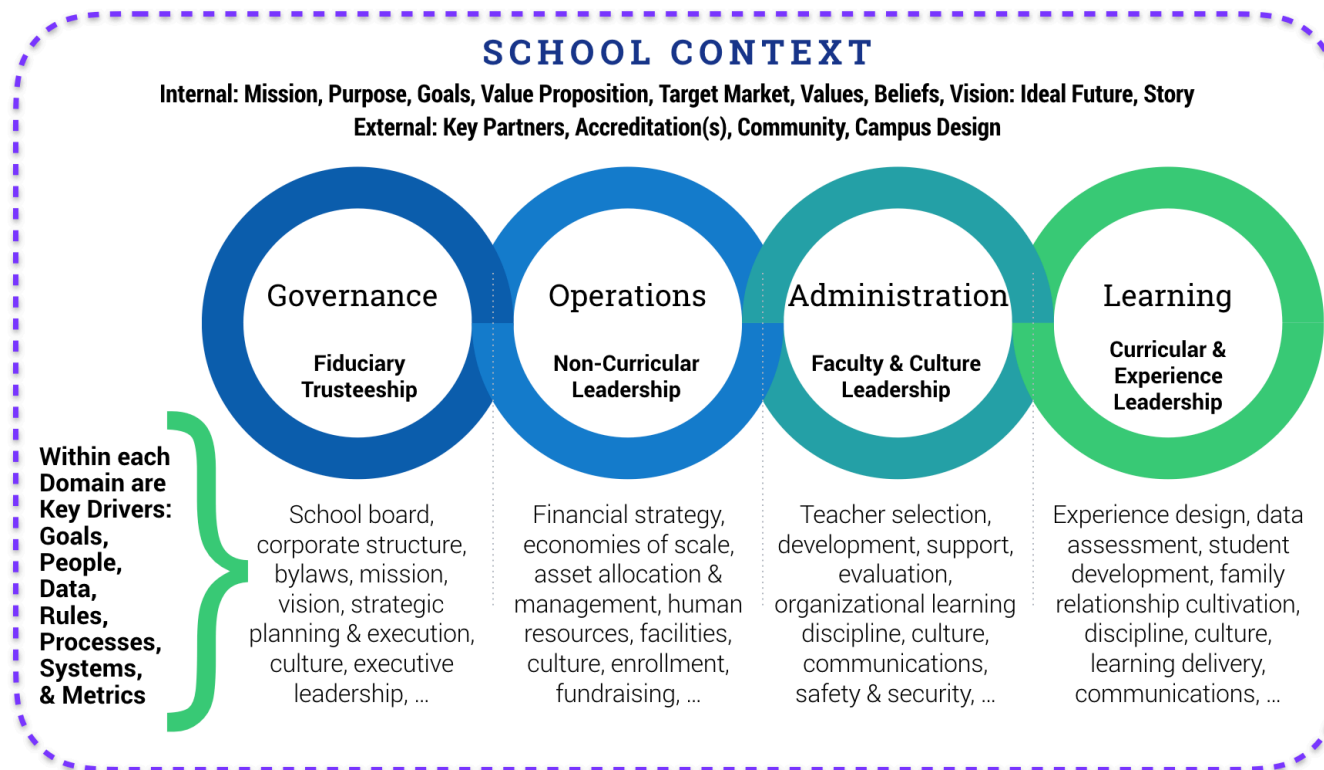 SCHOOL CONTEXT
Internal: Mission, Purpose, Goals, Value Proposition, Target Market, Values, Beliefs, Vision: Ideal Future, Story
External: Key Partners, Accreditation(s), Community, Campus Design
Governance
Fiduciary
Trusteeship
Operations
Non-Curricular
Leadership
Administration
Faculty & Culture
Leadership
Learning
Curricular &
Experience
Leadership
Within each
Domain are
Key Drivers:
Goals,
People,
Data,
Rules,
Processes,
Systems,
& Metrics
School board,
corporate structure,
bylaws, mission,
vision, strategic
planning & execution,
culture, executive
leadership, ...
Financial strategy,
economies of scale,
asset allocation &
management, human
resources, facilities,
culture, enrollment,
fundraising, ...
Teacher selection,
development, support,
evaluation,
organizational learning
discipline, culture,
communications,
safety & security, ...
Experience design, data
assessment, student
development, family
relationship cultivation,
discipline, culture,
learning delivery,
communications, ...